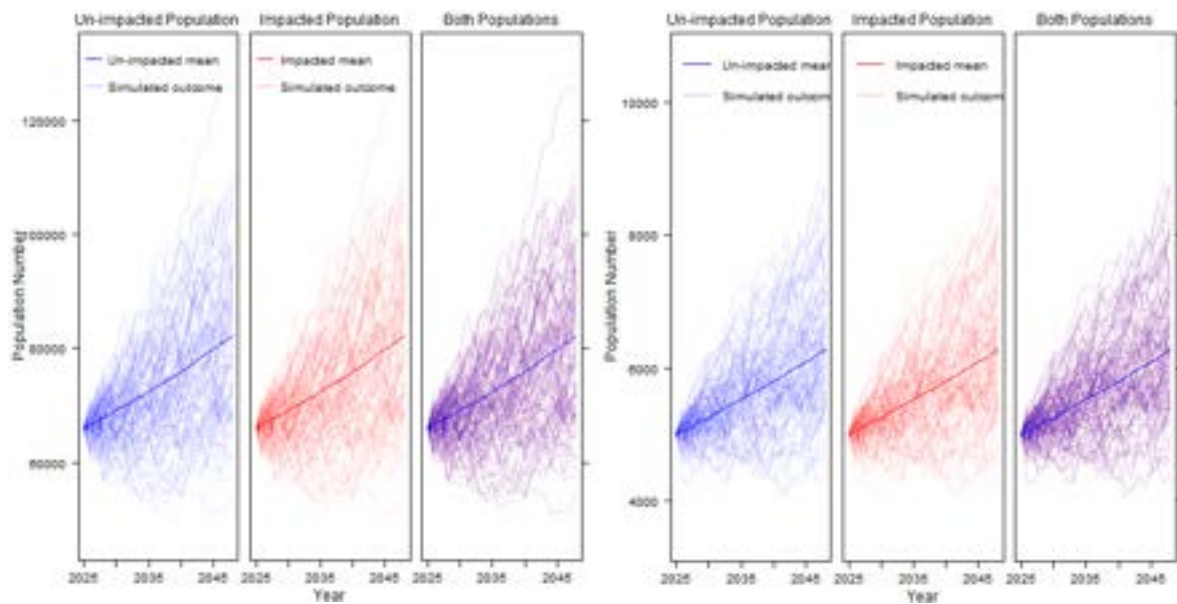 Un-impacted Population Impacted Population Both Populations
Un-impacted mean
Simulated outcome
Impacted mean
Simulated outcome
Population Number
120000
100000
80000
60000
2025 2035 2045 2025 2035 2045 2025 2035 2045
Year
Un-impacted Population Impacted Population Both Populations
Un-impacted mean
Simulated outcom
Impacted mean
Simulated outcom
Population Number
10000
8000
6000
4000
2025 2035 2045 2025 2035 2045 2025 2035 2045
Year